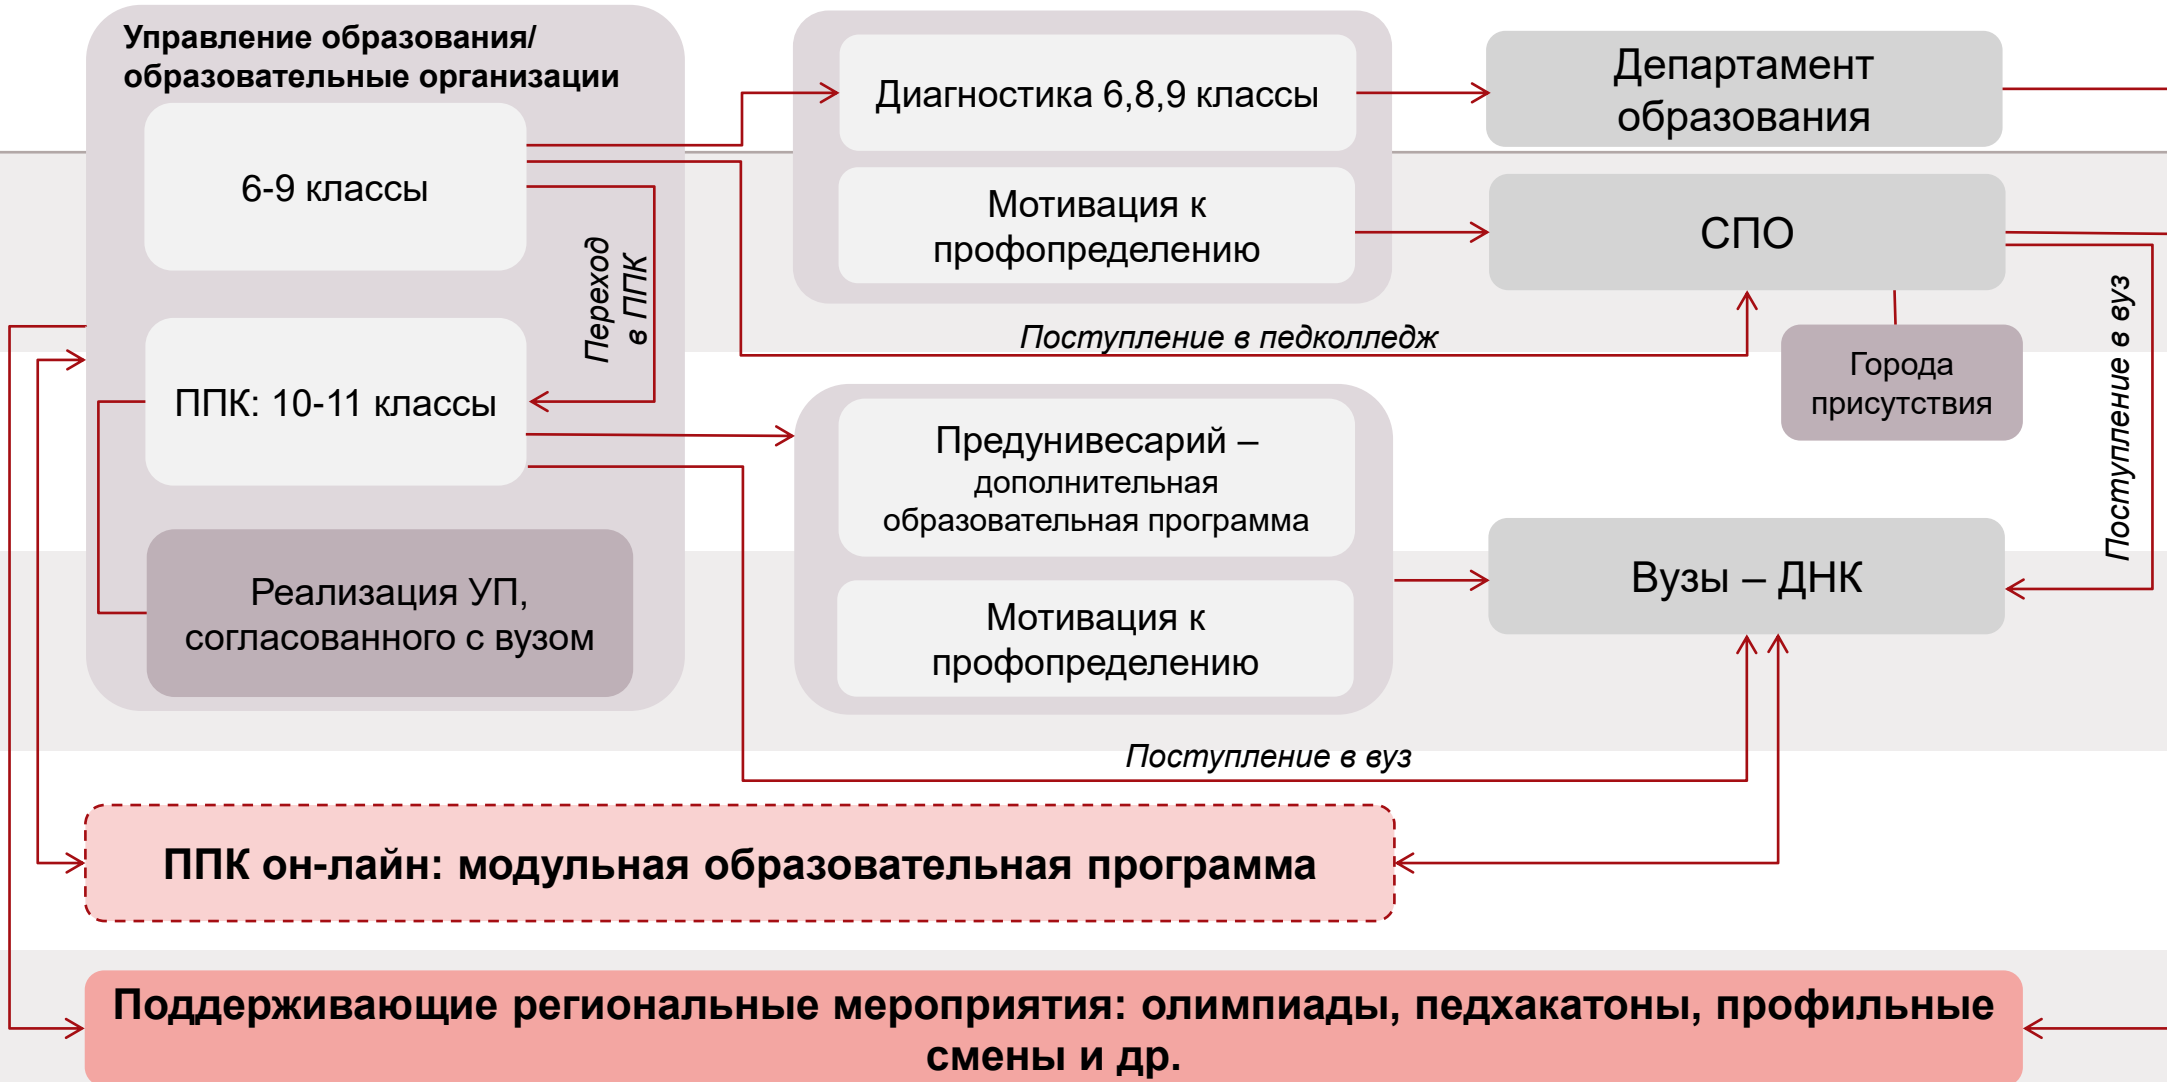 Управление образования/
образовательные организации
6-9 классы
Переход
в ППК
ППК: 10-11 классы
Реализация УП,
согласованного с вузом
Диагностика 6,8,9 классы
Мотивация к
профопределению
Департамент
образования
СПО
Поступление в педколледж
Города
присутствия
Поступление в вуз
Предунивесарий –
дополнительная
образовательная программа
Мотивация к
профопределению
Вузы – ДНК
Поступление в вуз
ППК он-лайн: модульная образовательная программа
Поддерживающие региональные мероприятия: олимпиады, педхакатоны, профильные
смены и др.